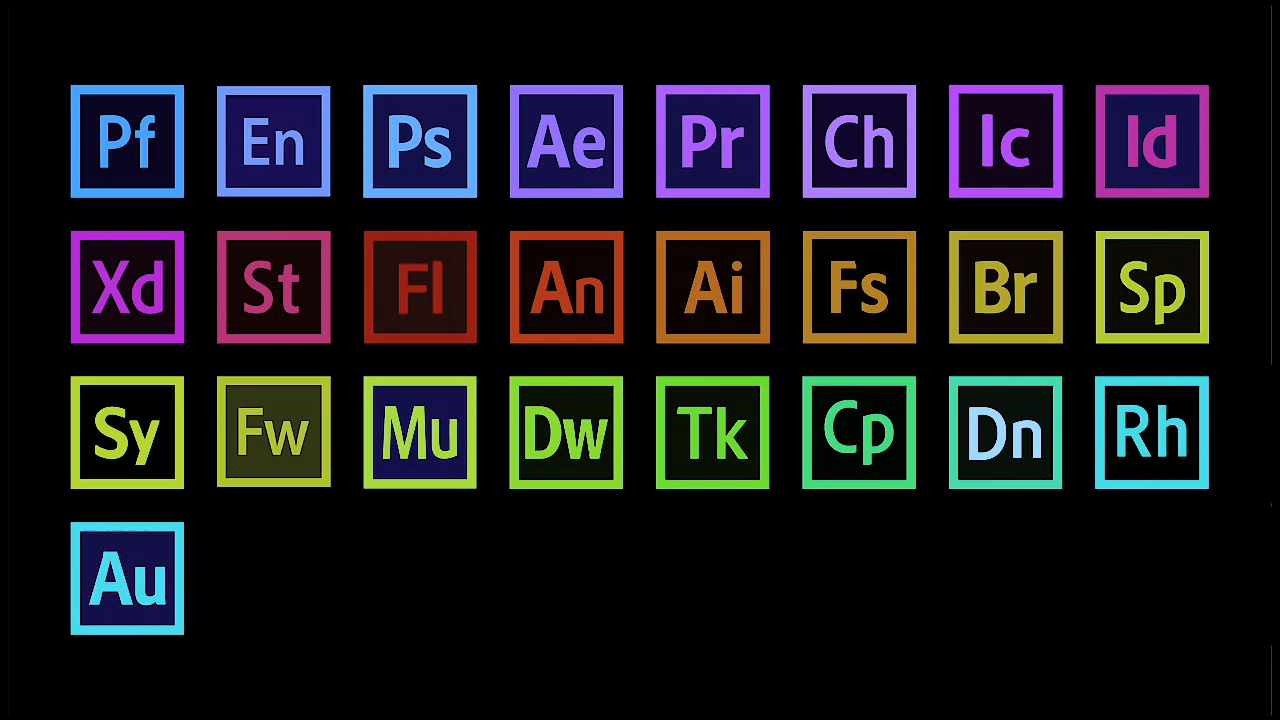 Pf En Ps Ae Pr Ch Ic Id
Xd St Fl An Ai Fs Br Sp
Sy Fw Mu Dw Tk Cp Dn Rh
Au